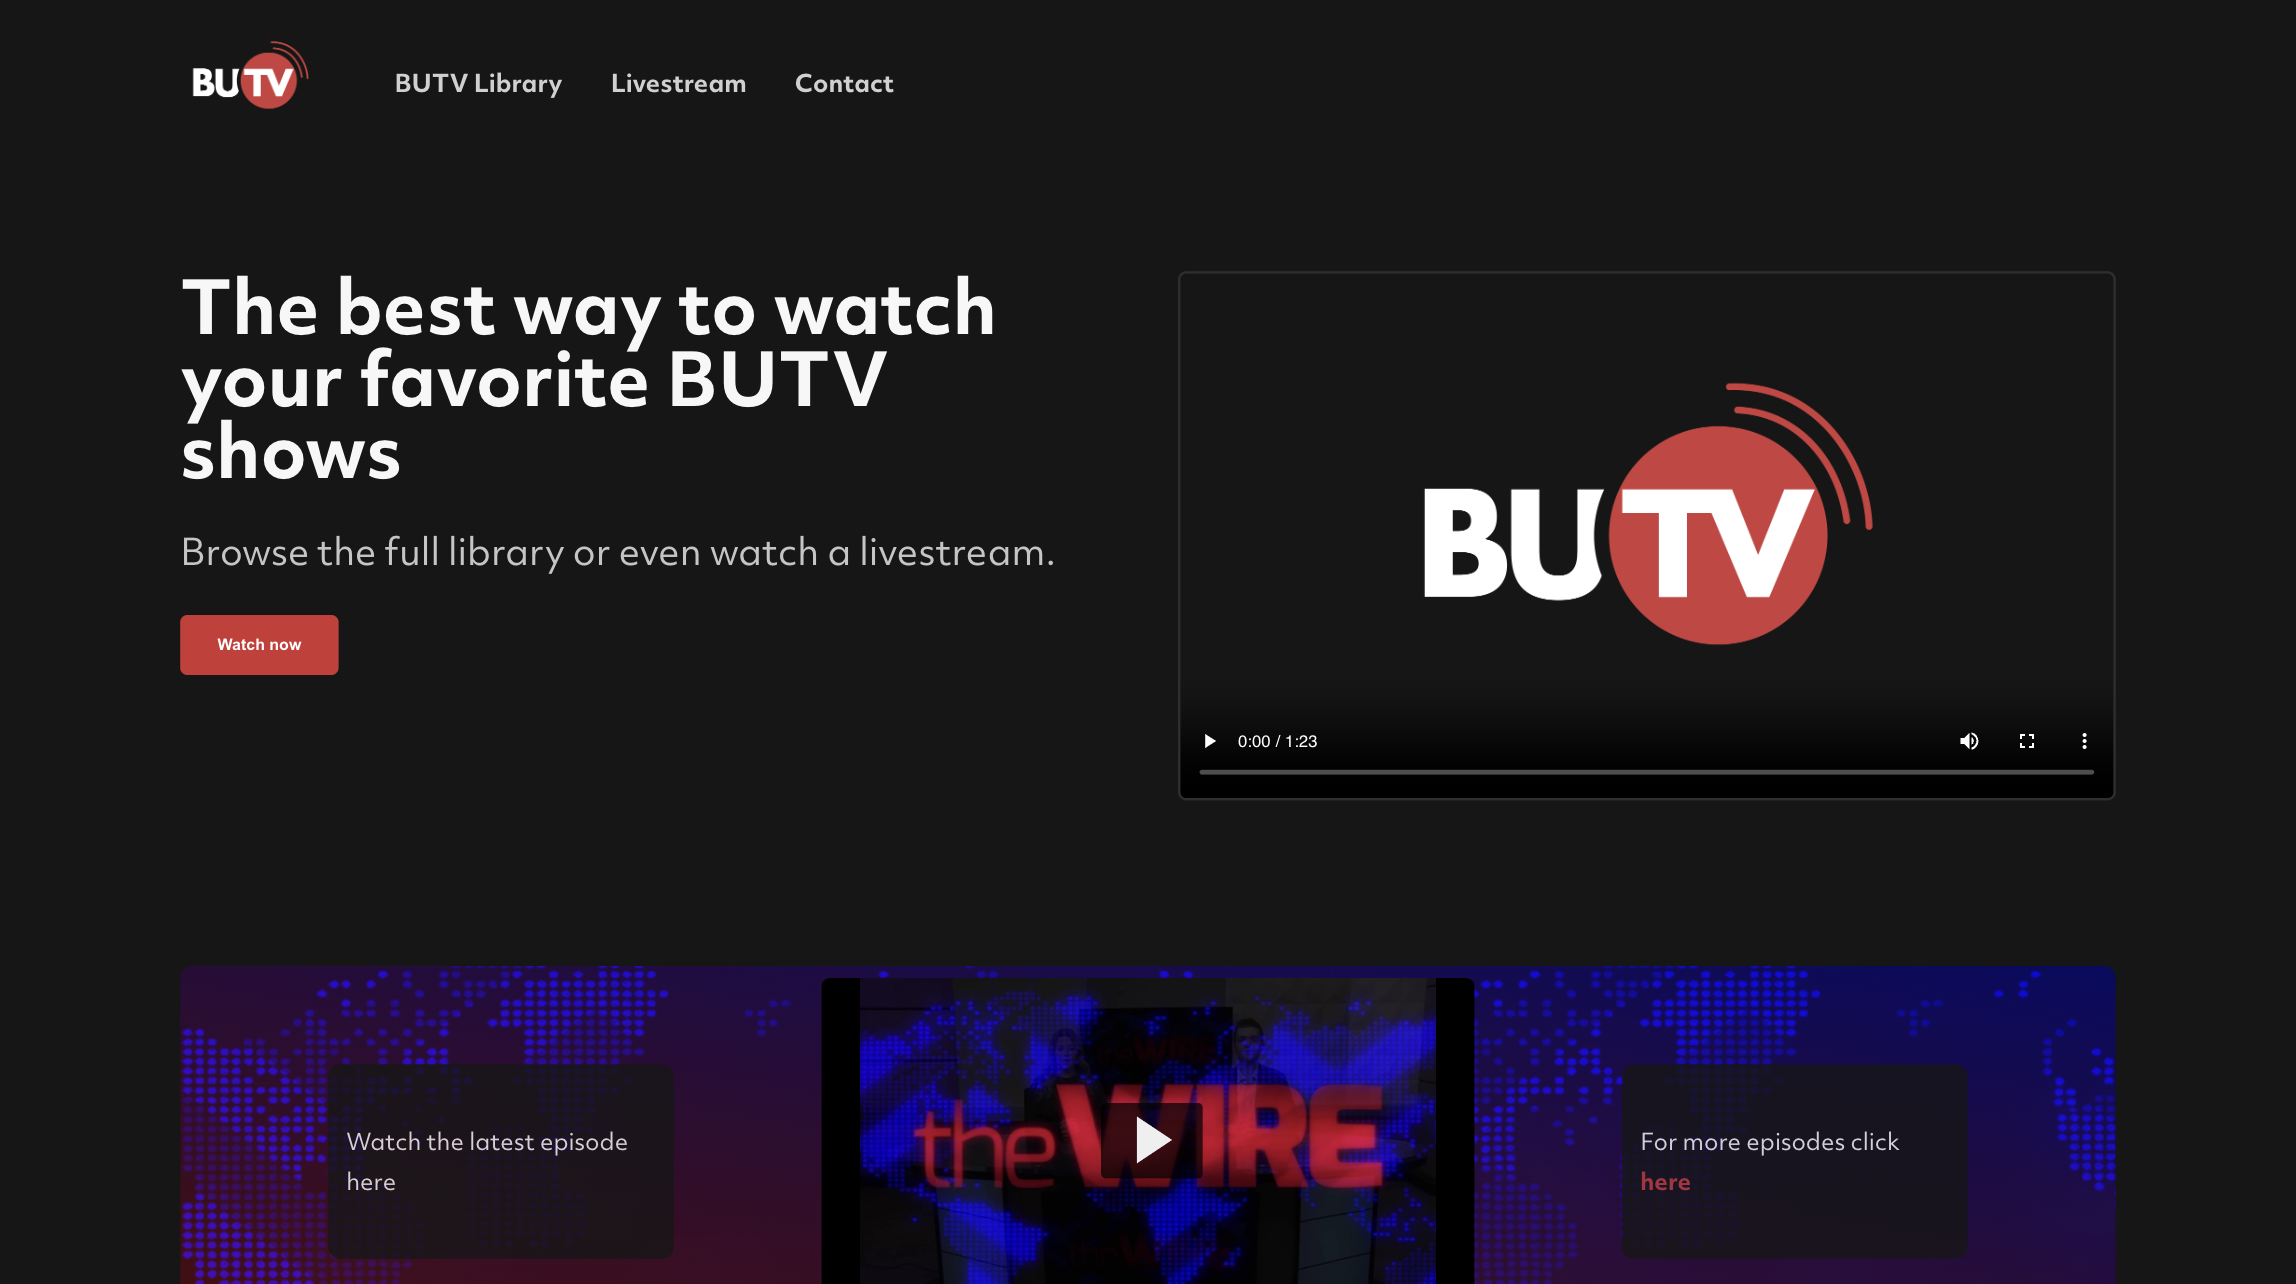 BUTV
BUTV Library
Livestream
Contact
The best way to watch
your favorite BUTV
shows
Browse the full library or even watch a livestream.
Watch now
BUTV
0:00 / 1:23
Watch the latest episode
here
the WIRE
For more episodes click
here